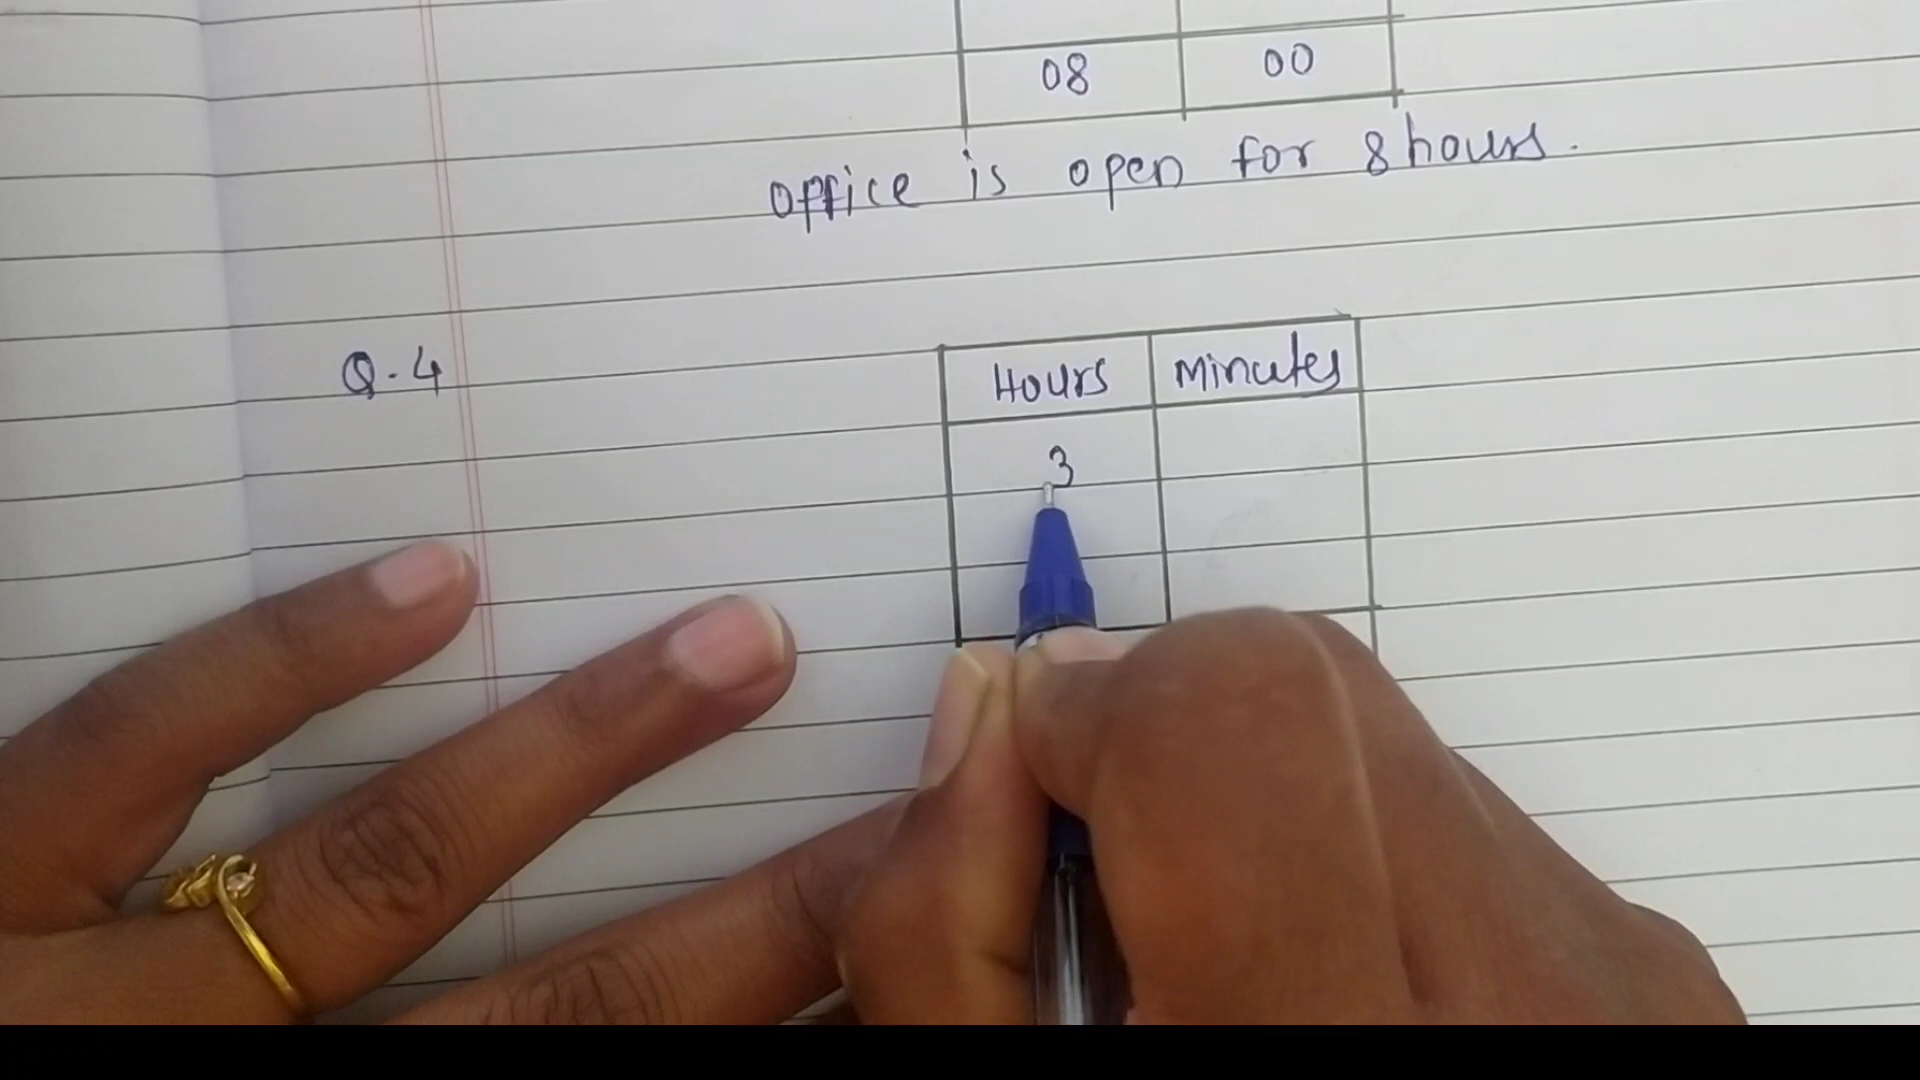 08 00
office is open for 8 hours.
Q.4
Hours Minutes
3